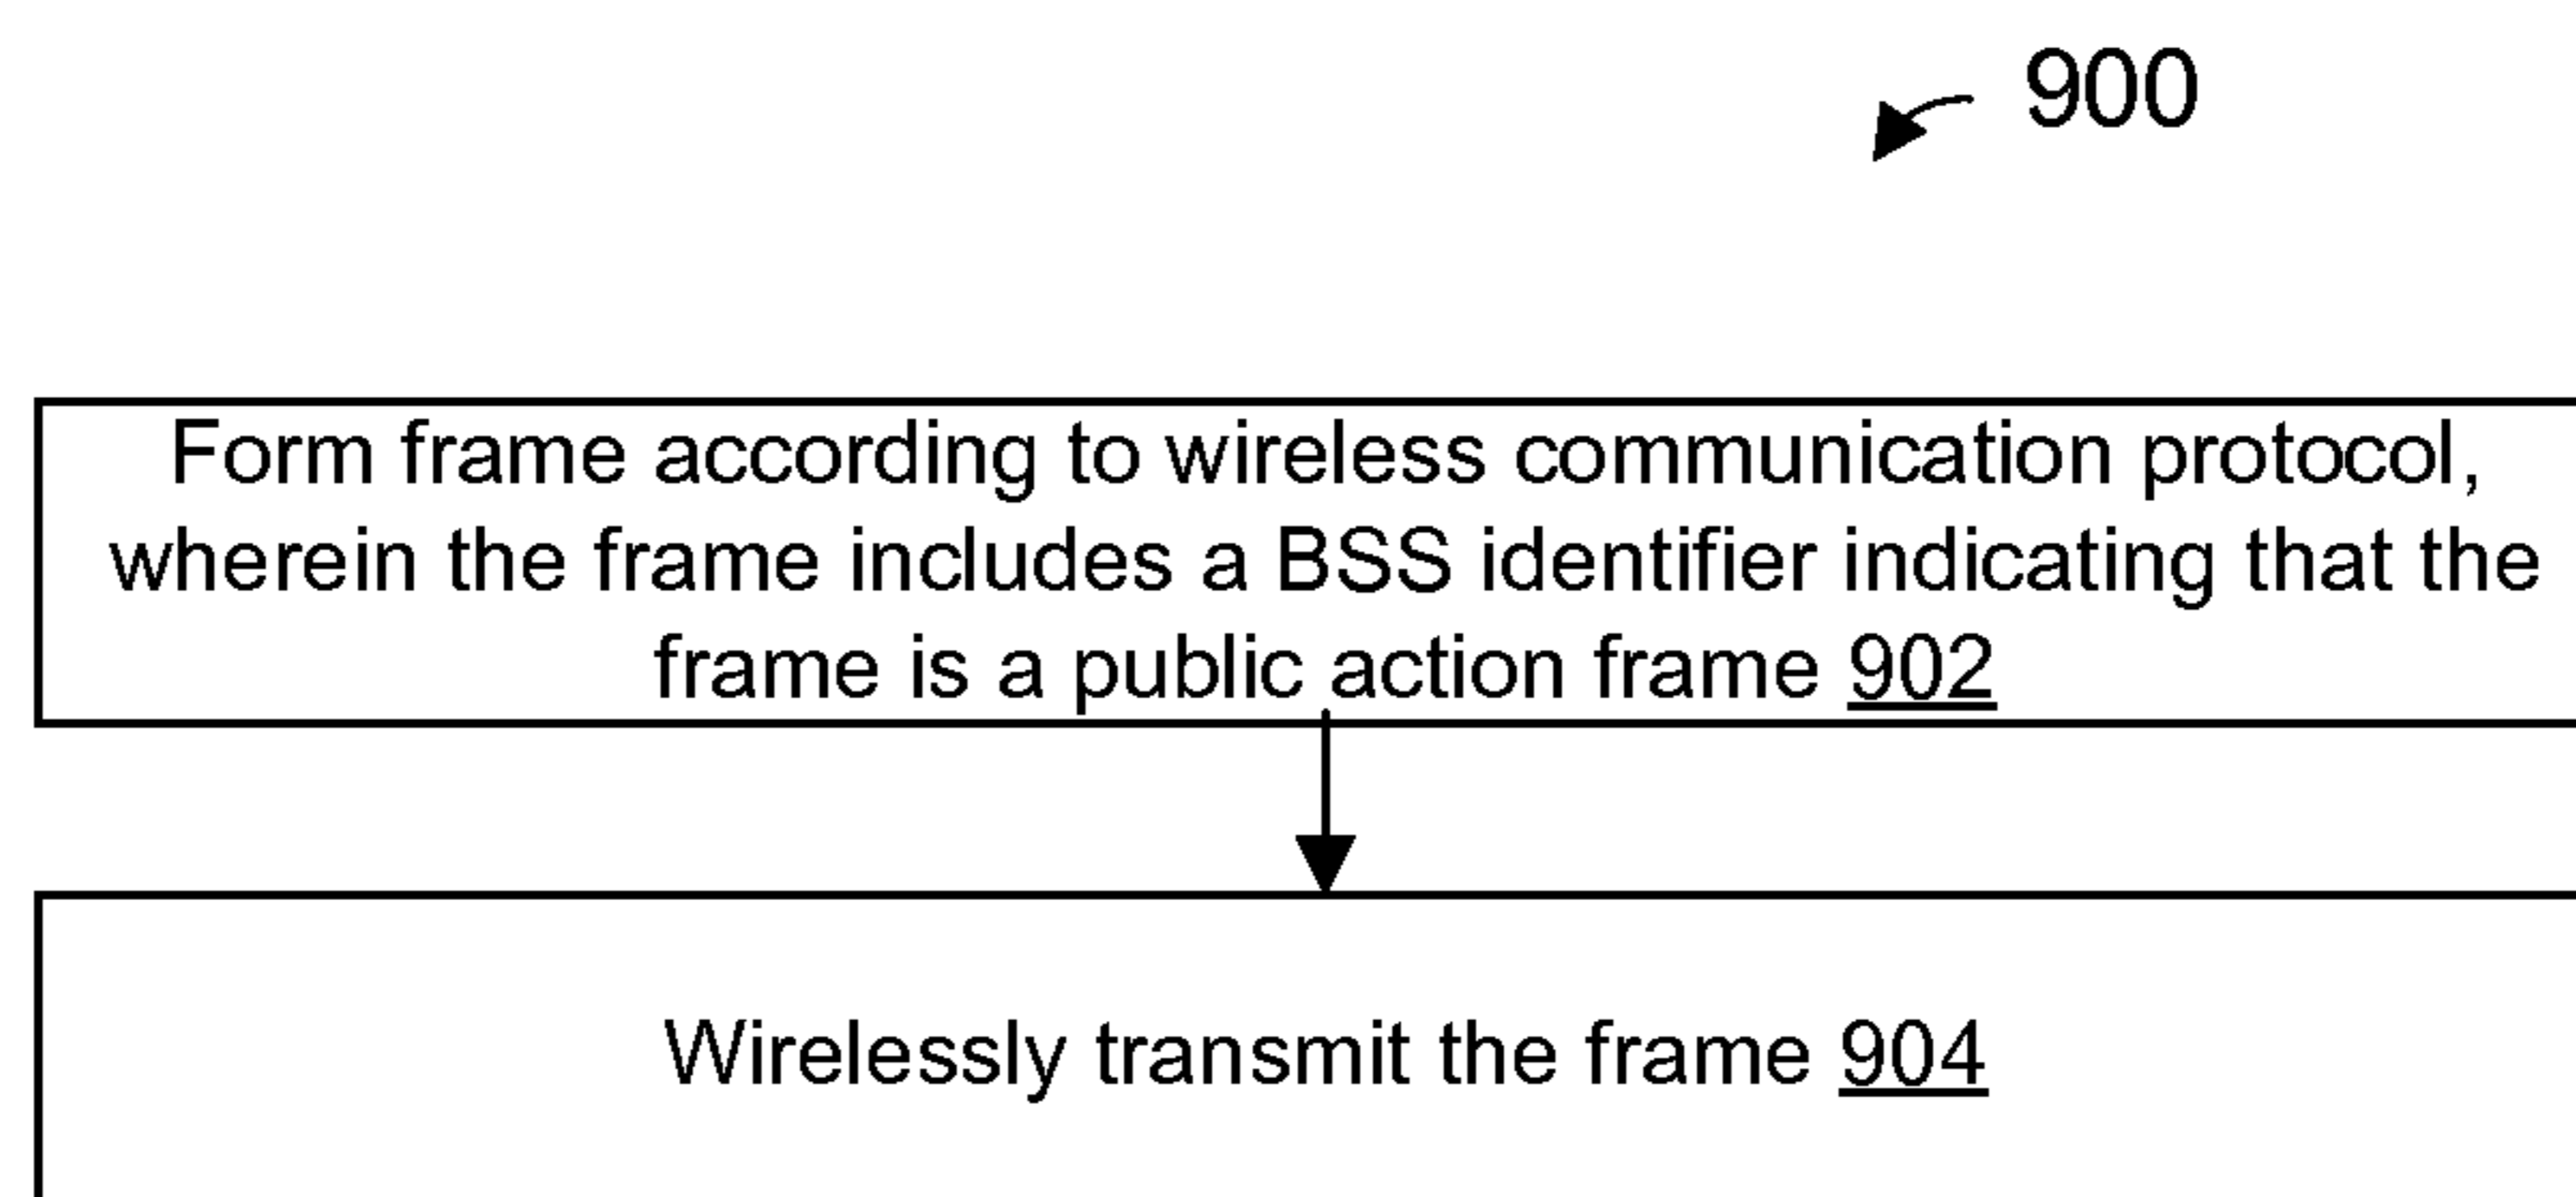 900
Form frame according to wireless communication protocol,
wherein the frame includes a BSS identifier indicating that the
frame is a public action frame 902
Wirelessly transmit the frame 904